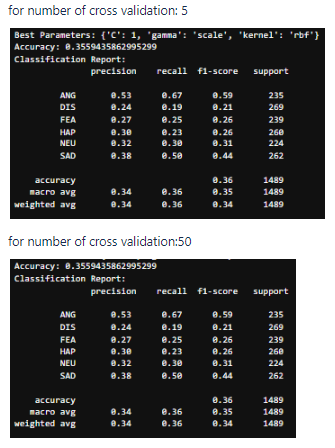 for number of cross validation: 5
Best Parameters: {'C': 1, 'gamma': 'scale', 'kernel': 'rbf'}
Accuracy: 0.3559435862995299
Classification Report:
precision recall f1-score support
ANG 0.53 0.67 0.59 235
DIS 0.24 0.19 0.21 269
FEA 0.27 0.25 0.26 239
HAP 0.30 0.23 0.26 260
NEU 0.32 0.30 0.31 224
SAD 0.38 0.50 0.44 262
accuracy 0.36 1489
macro avg 0.34 0.36 0.35 1489
weighted avg 0.34 0.36 0.34 1489
for number of cross validation:50
Accuracy: 0.3559435862995299
Classification Report:
precision recall f1-score support
ANG 0.53 0.67 0.59 235
DIS 0.24 0.19 0.21 269
FEA 0.27 0.25 0.26 239
HAP 0.30 0.23 0.26 260
NEU 0.32 0.30 0.31 224
SAD 0.38 0.50 0.44 262
accuracy 0.36 1489
macro avg 0.34 0.36 0.35 1489
weighted avg 0.34 0.36 0.34 1489